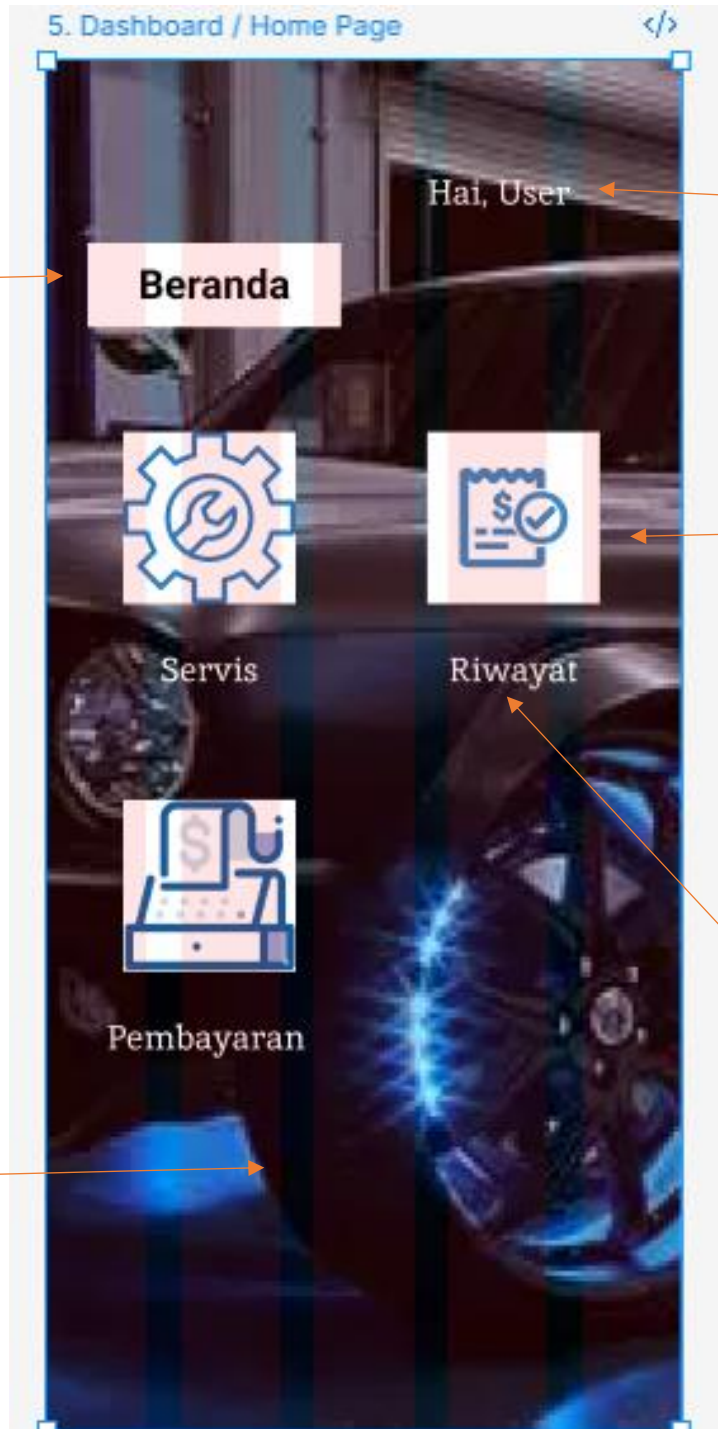 5. Dashboard / Home Page </>
Hai, User
Beranda
$
Servis
Riwayat
$
Pembayaran